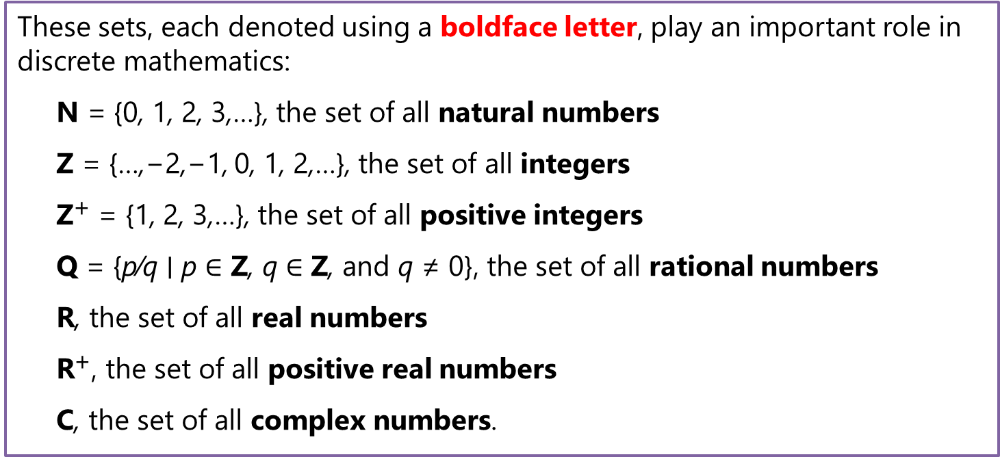 These sets, each denoted using a boldface letter, play an important role in
discrete mathematics:
N = {0, 1, 2, 3,...}, the set of all natural numbers
Z = {...,−2,−1, 0, 1, 2,...}, the set of all integers
Z⁺ = {1, 2, 3,...}, the set of all positive integers
Q = {p/q | p ∈ Z, q ∈ Z, and q ≠ 0}, the set of all rational numbers
R, the set of all real numbers
R⁺, the set of all positive real numbers
C, the set of all complex numbers.